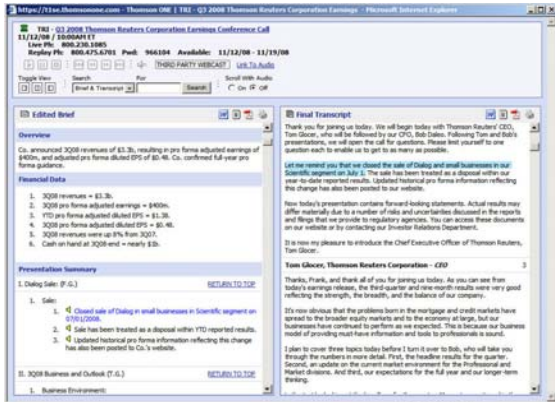 https://t1se.thomsonone.com - Thomson ONE | TRI - Q3 2008 Thomson Reuters Corporation Earnings - Microsoft Internet Explorer
TRI - Q3 2008 Thomson Reuters Corporation Earnings Conference Call
11/12/08 / 10:00AM ET
Live Ph: 800.230.1085
Replay Ph: 800.475.6701 Pwd: 966104 Available: 11/12/08 - 11/19/08
THIRD PARTY WEBCAST Link To Audio
Toggle View Search For Scroll With Audio
Brief & Transcript Search On Off
Edited Brief
Overview
Co. announced 3Q08 revenues of $3.3b, resulting in pro forma adjusted earnings of
$400m, and adjusted pro forma diluted EPS of $0.48. Co. confirmed full-year pro
forma guidance.
Financial Data
1. 3Q08 revenues = $3.3b.
2. 3Q08 pro forma adjusted earnings = $400m.
3. YTD pro forma adjusted diluted EPS = $1.38.
4. 3Q08 pro forma adjusted diluted EPS = $0.48.
5. 3Q08 revenues were up 8% from 3Q07.
6. Cash on hand at 3Q08-end = nearly $3b.
Presentation Summary
I. Dialog Sale: (F.G.) RETURN TO TOP
1. Sale:
1. Closed sale of Dialog in small businesses in Scientific segment on
07/01/2008.
2. Sale has been treated as a disposal within YTD reported results.
3. Updated historical pro forma information reflecting this change
has also been posted to Co.'s website.
II. 3Q08 Business and Outlook (T.G.) RETURN TO TOP
1. Business Environment:
Final Transcript
Thank you for joining us today. We will begin today with Thomson Reuters' CEO,
Tom Glocer, who will be followed by our CFO, Bob Daleo. Following Tom and Bob's
presentations, we will open the call for questions. Please limit yourself to one
question each to enable us to get to as many as possible.
Let me remind you that we closed the sale of Dialog and small businesses in our
Scientific segment on July 1. The sale has been treated as a disposal within our
year-to-date reported results. Updated historical pro forma information reflecting
this change has also been posted to our website.
Now today's presentation contains forward-looking statements. Actual results may
differ materially due to a number of risks and uncertainties discussed in the reports
and filings that we provide to regulatory agencies. You can access these documents
on our website or by contacting our Investor Relations Department.
It is now my pleasure to introduce the Chief Executive Officer of Thomson Reuters,
Tom Glocer.
Tom Glocer, Thomson Reuters Corporation - CEO 3
Thanks, Frank, and thank all of you for joining us today. As you can see from
today's earnings release, the third-quarter and nine-month results were very good
reflecting the strength, the breadth, and the balance of our company.
It's now obvious that the problems born in the mortgage and credit markets have
spread to the broader equity markets and to the economy at large, but our
businesses have continued to perform as we expected. This is because our business
model of providing must-have information and tools to professionals is sound.
I plan to cover three topics today before I turn it over to Bob, who will take you
through the numbers in more detail. First, the headline results for the quarter.
Second, an update on the current market environment for the Professional and
Market divisions. And third, our expectations for the full year and our longer-term
thinking.